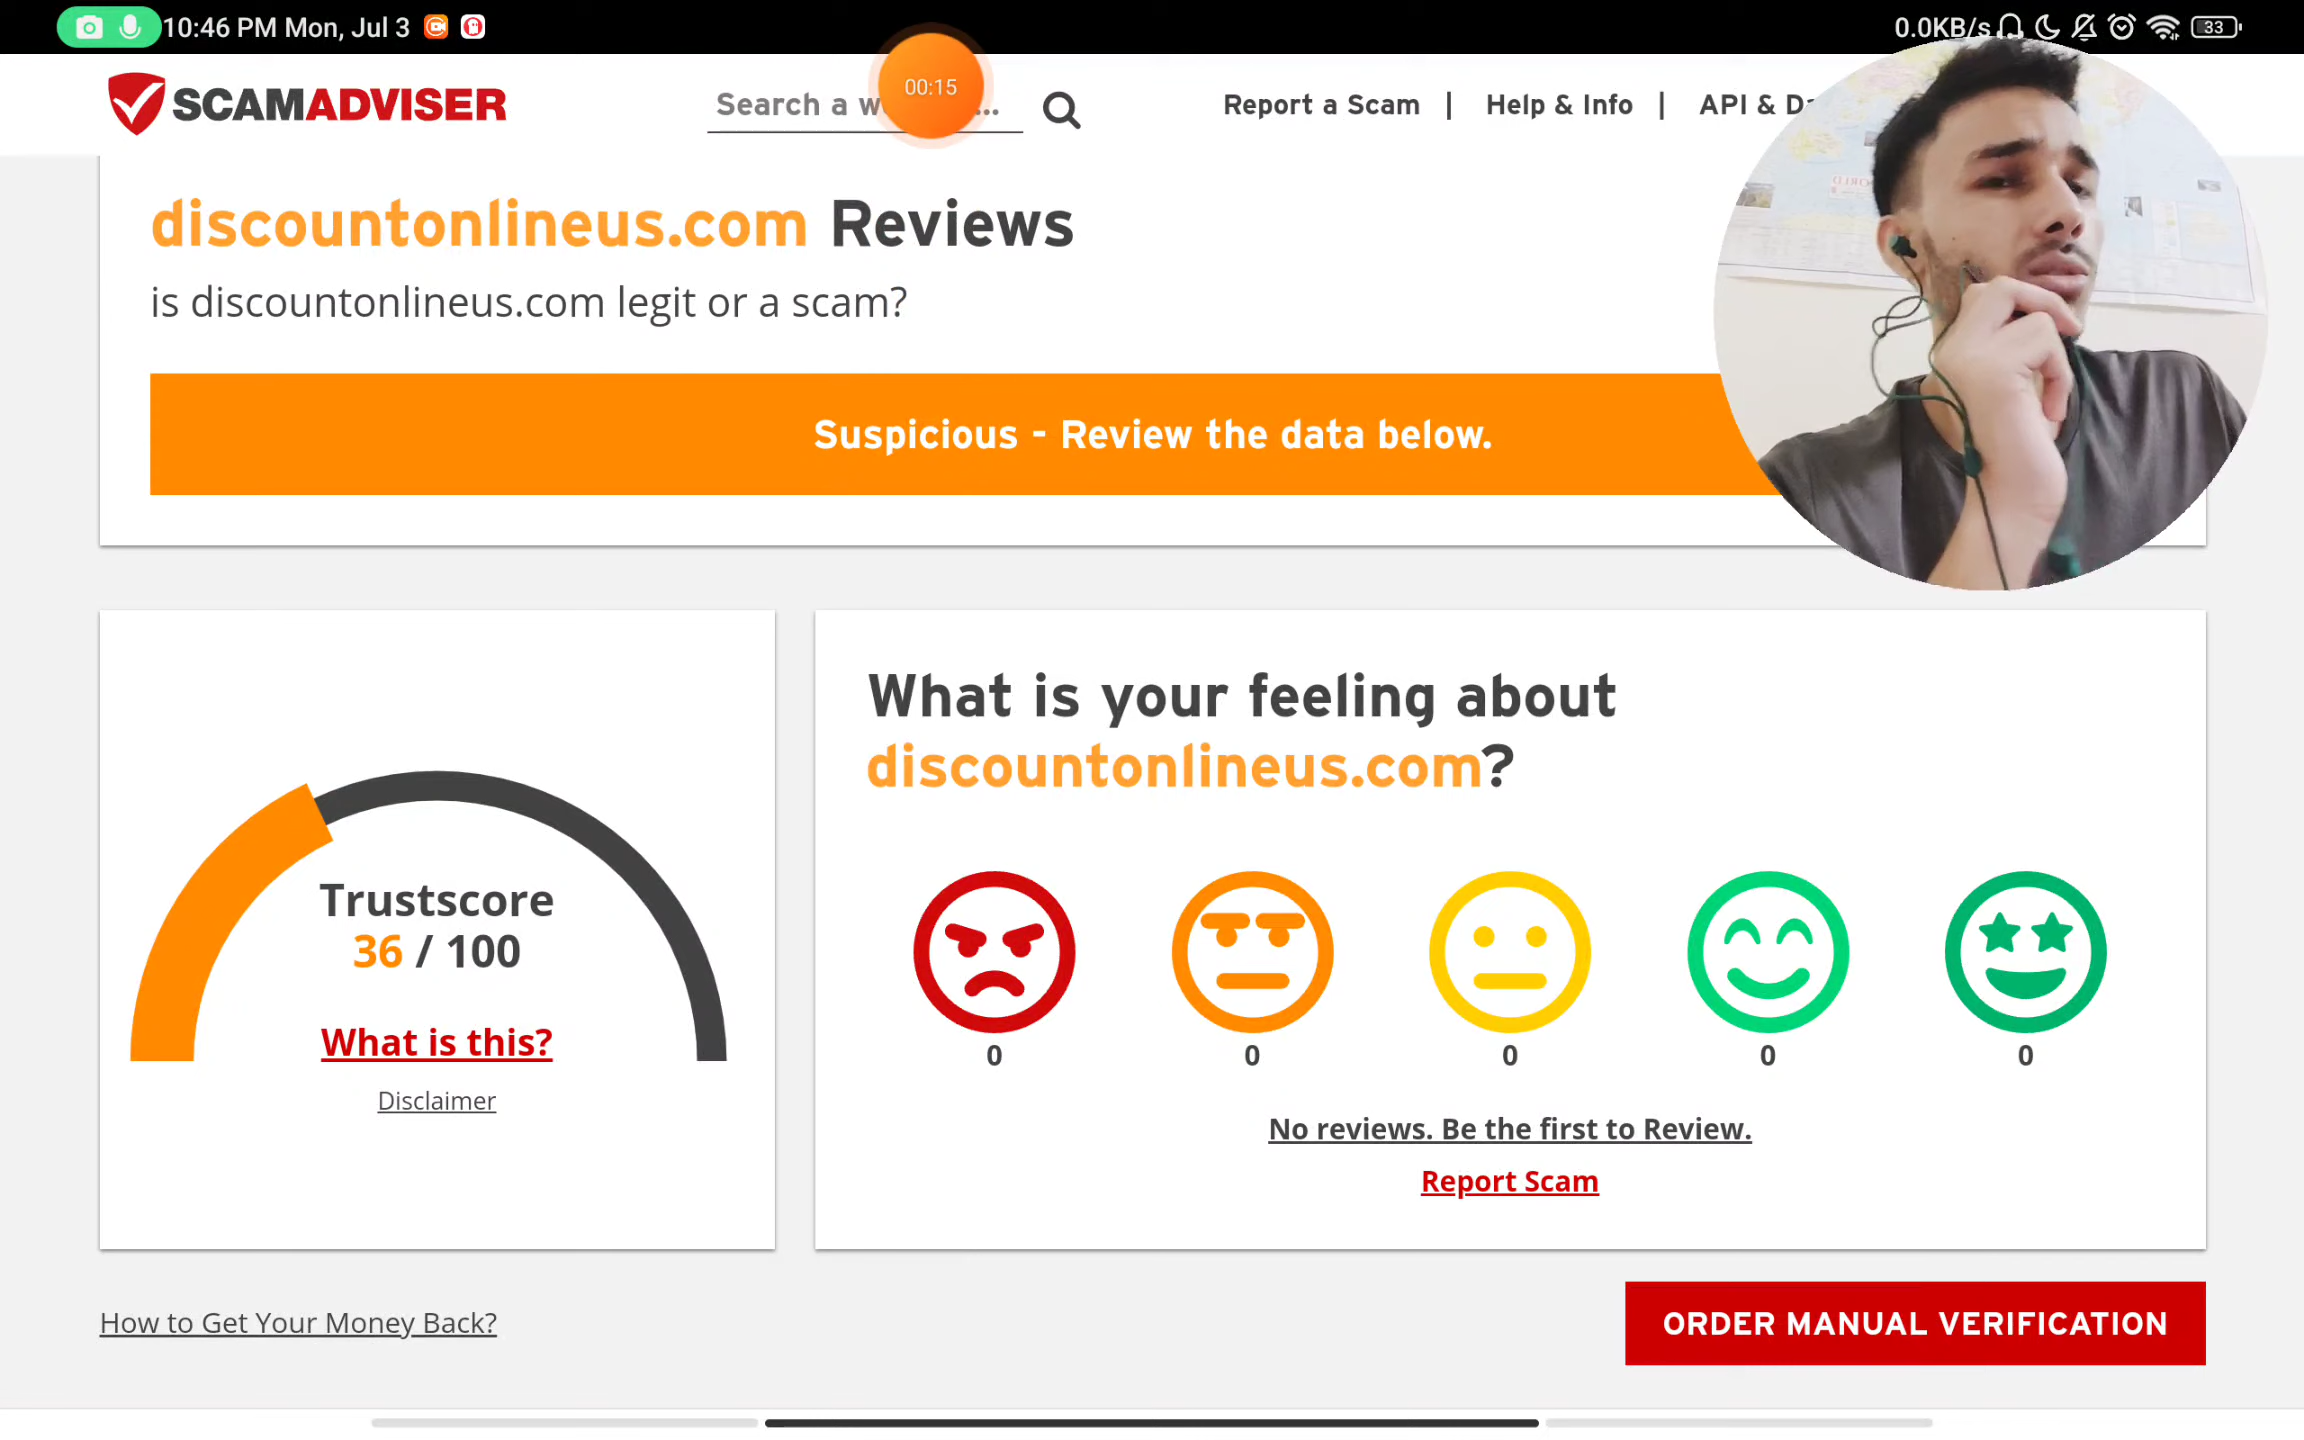 10:46 PM Mon, Jul 3
0.0KB/s
33
SCAMADVISER
Search a w
...
00:15
Report a Scam | Help & Info | API & Da
discountonlineus.com Reviews
is discountonlineus.com legit or a scam?
Suspicious - Review the data below.
Trustscore
36 / 100
What is this?
Disclaimer
What is your feeling about
discountonlineus.com?
0 0 0 0 0
No reviews. Be the first to Review.
Report Scam
How to Get Your Money Back?
ORDER MANUAL VERIFICATION